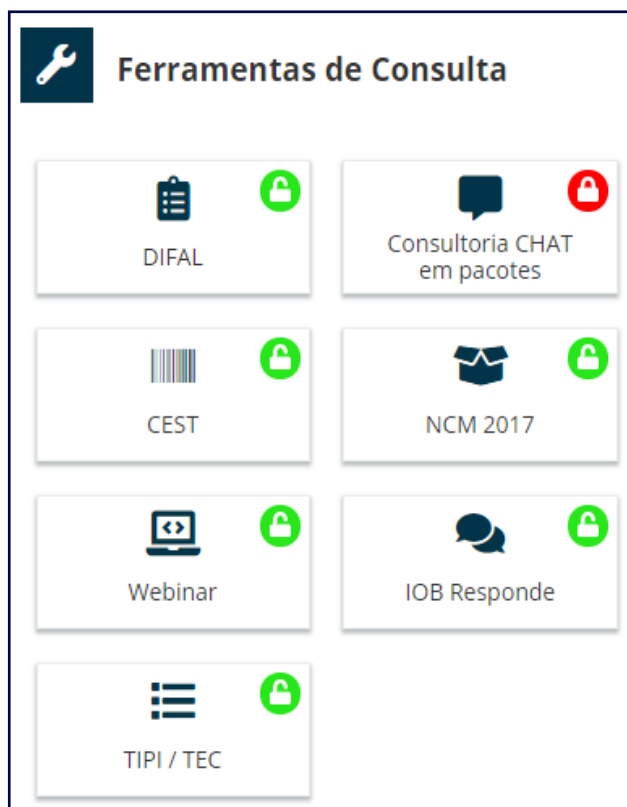 Ferramentas de Consulta
DIFAL
Consultoria CHAT
em pacotes
CEST
NCM 2017
Webinar
IOB Responde
TIPI / TEC